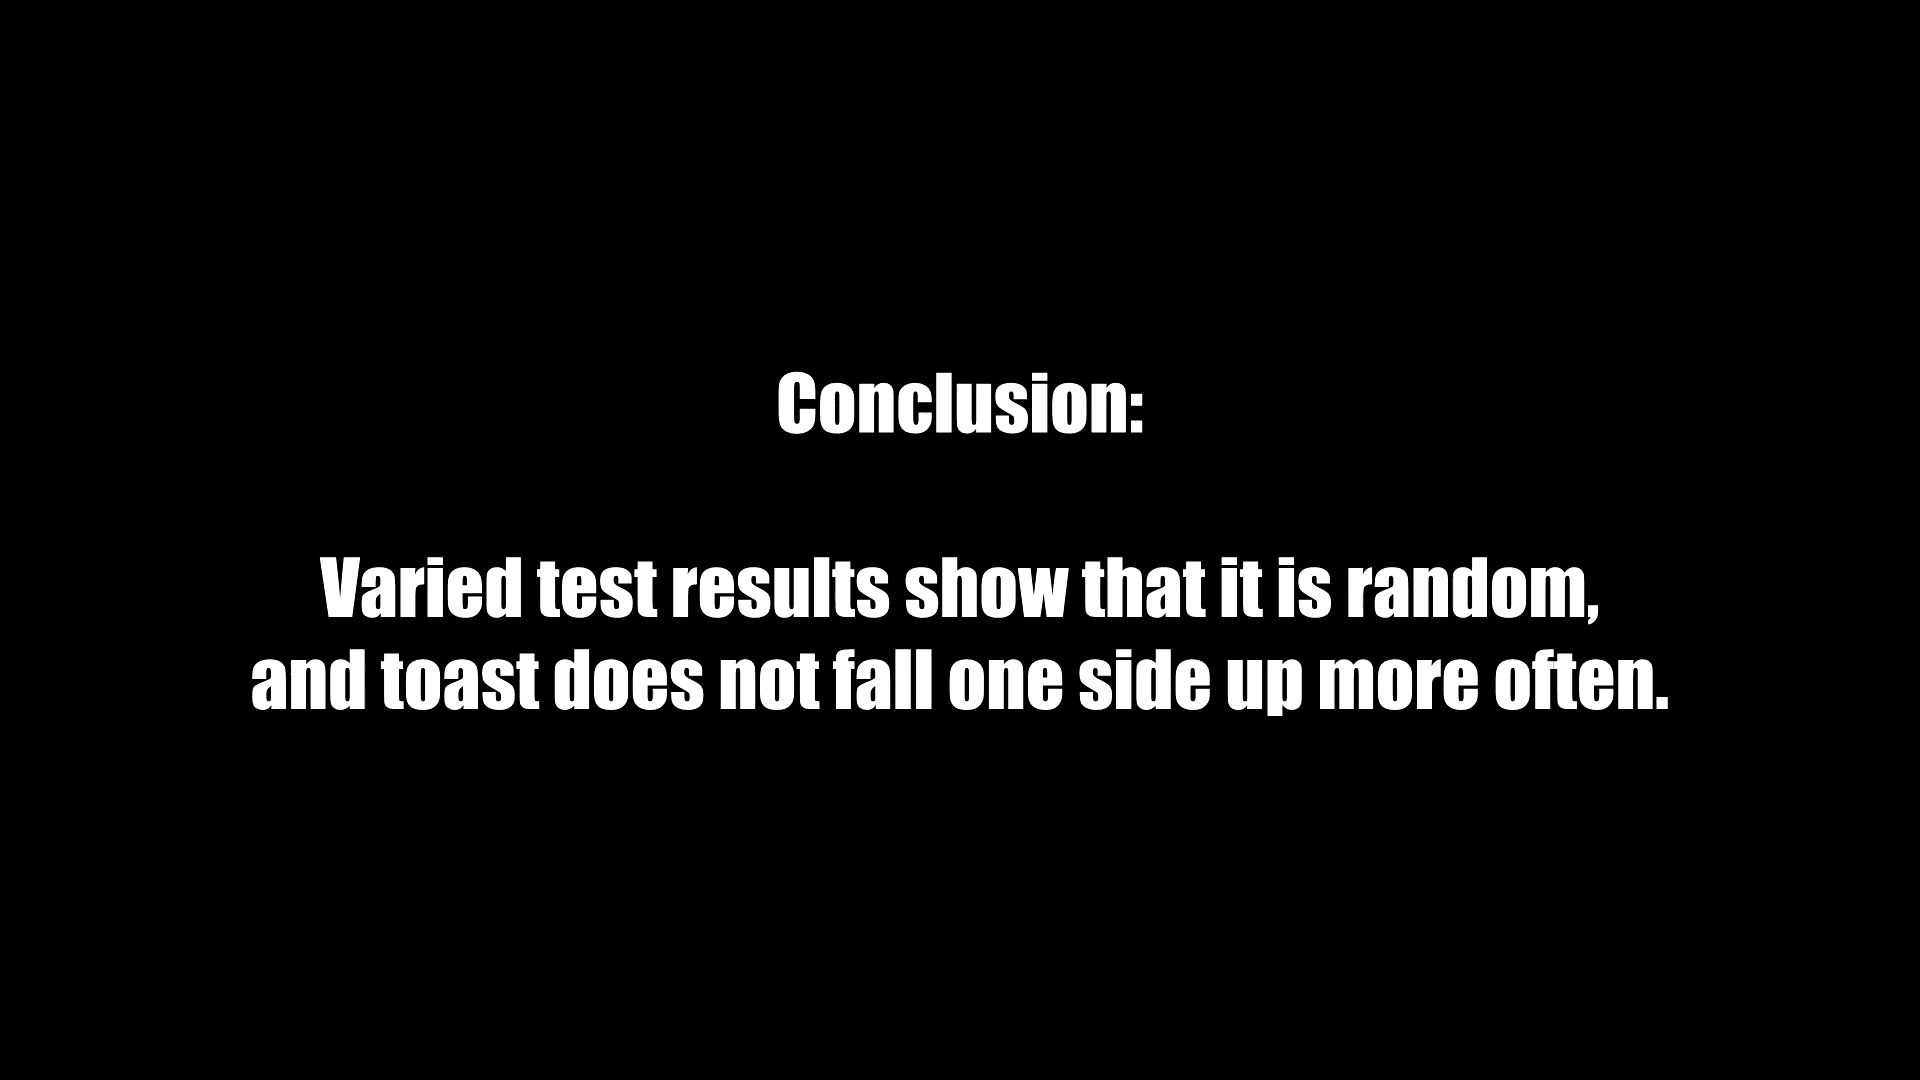 Conclusion:
Varied test results show that it is random,
and toast does not fall one side up more often.